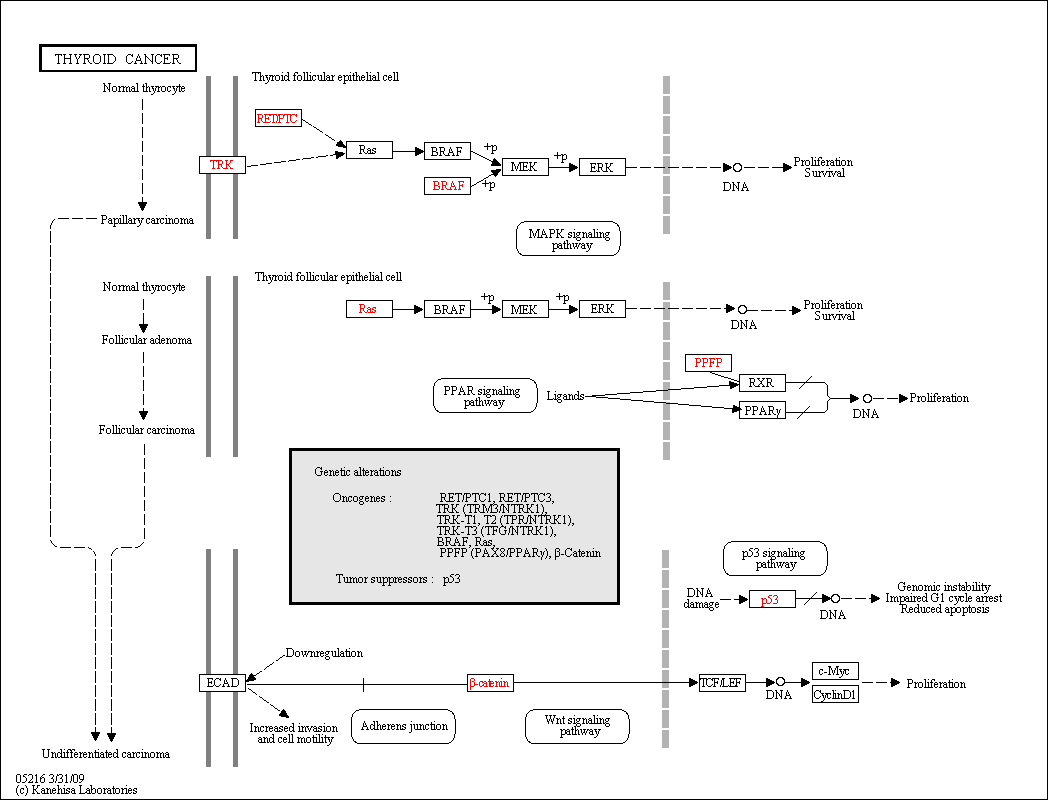 THYROID CANCER
Normal thyrocyte
Thyroid follicular epithelial cell
RET/PTC
TRK
Ras
BRAF
+p
BRAF
+p
MEK
+p
ERK
DNA
Proliferation
Survival
Papillary carcinoma
MAPK signaling
pathway
Normal thyrocyte
Thyroid follicular epithelial cell
Ras
BRAF
+p
MEK
+p
ERK
DNA
Proliferation
Survival
Follicular adenoma
PPFP
RXR
PPAR signaling
pathway
Ligands
PPARγ
DNA
Proliferation
Follicular carcinoma
Genetic alterations
Oncogenes : RET/PTC1, RET/PTC3,
TRK (TRM3/NTRK1),
TRK-T1, T2 (TPR/NTRK1),
TRK-T3 (TFG/NTRK1),
BRAF, Ras,
PPFP (PAX8/PPARγ), β-Catenin
Tumor suppressors : p53
p53 signaling
pathway
DNA
damage
p53
DNA
Genomic instability
Impaired G1 cycle arrest
Reduced apoptosis
Downregulation
ECAD
β-catenin
TCF/LEF
DNA
c-Myc
CyclinD1
Proliferation
Increased invasion
and cell motility
Adherens junction
Wnt signaling
pathway
Undifferentiated carcinoma
05216 3/31/09
(c) Kanehisa Laboratories